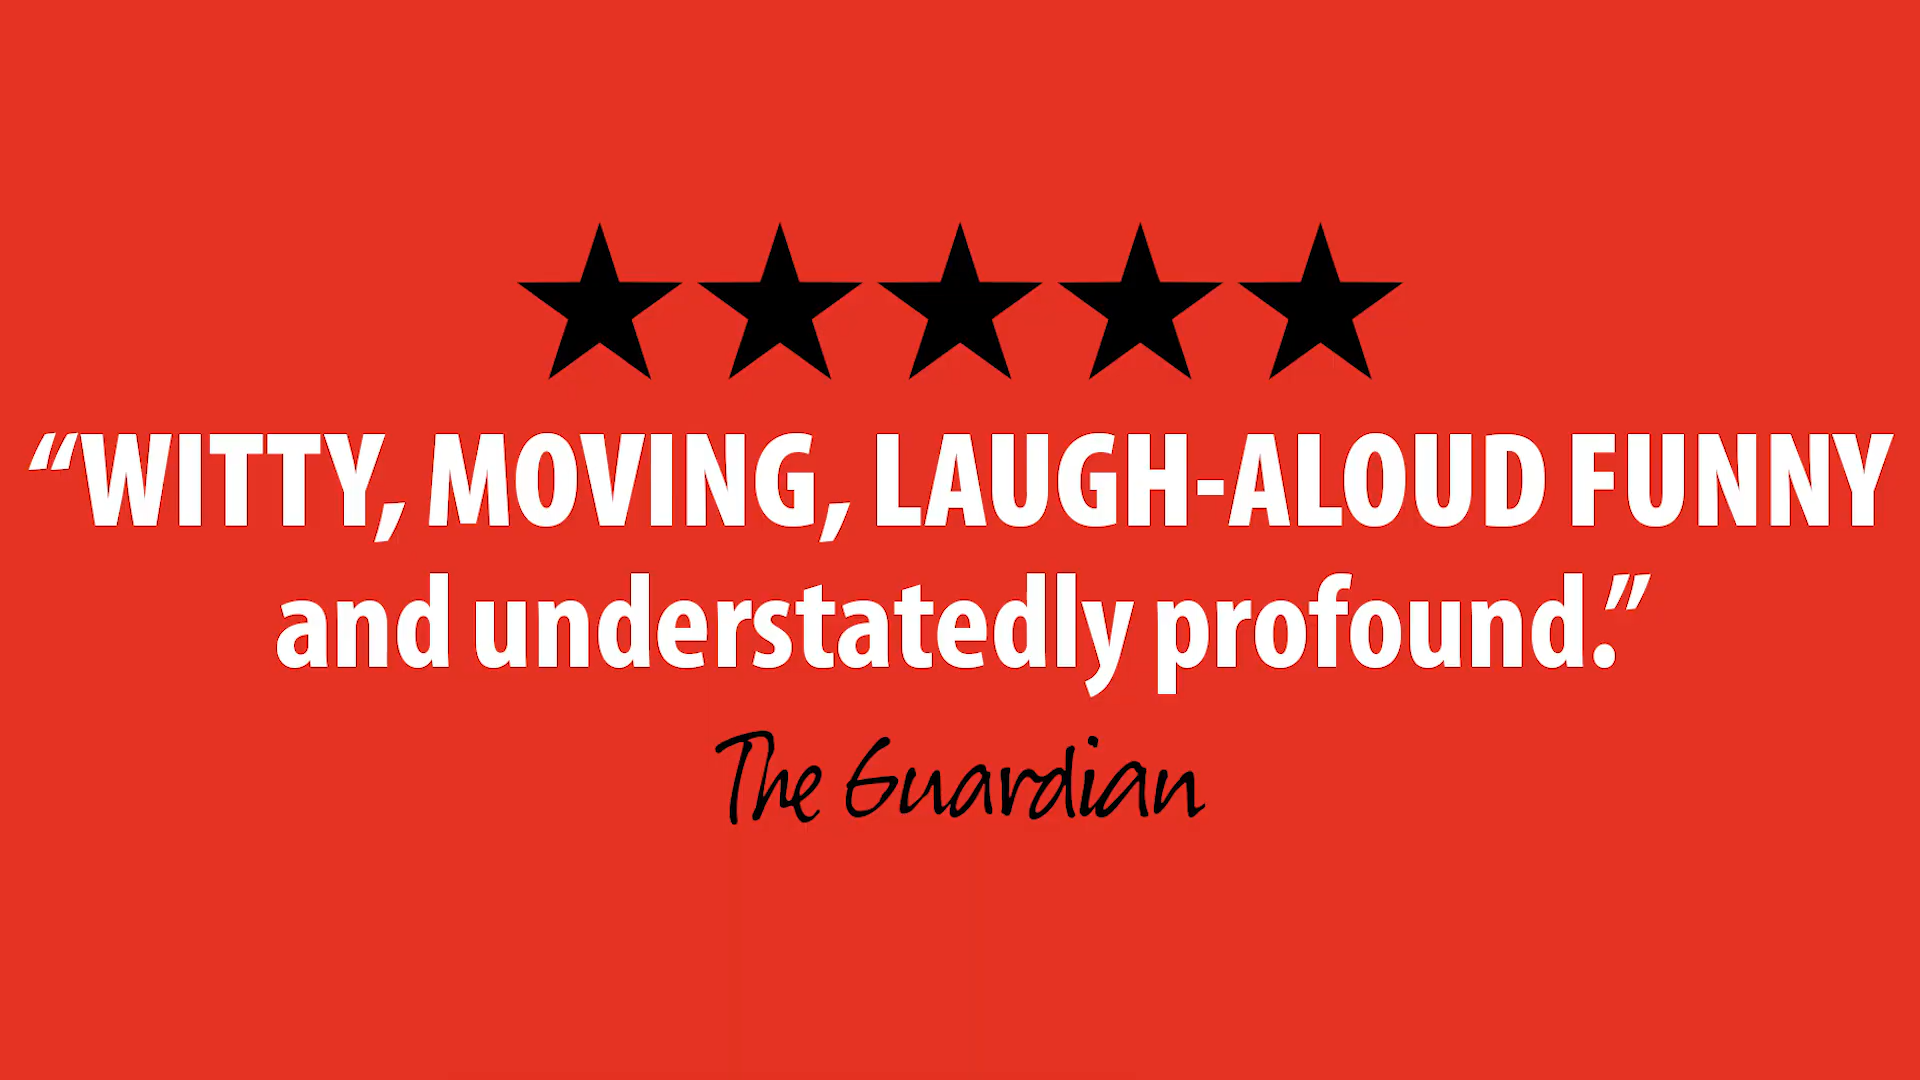 “WITTY, MOVING, LAUGH-ALOUD FUNNY
and understatedly profound.”
The Guardian